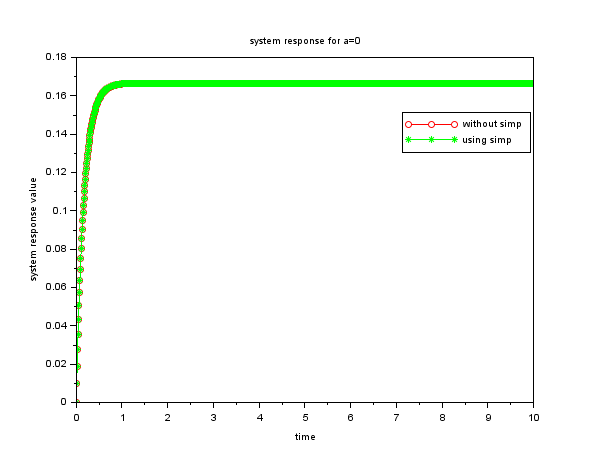 system response for a=0
0.18
0.16
0.14
0.12
0.1
0.08
0.06
0.04
0.02
0
system response value
without simp
using simp
0 1 2 3 4 5 6 7 8 9 10
time